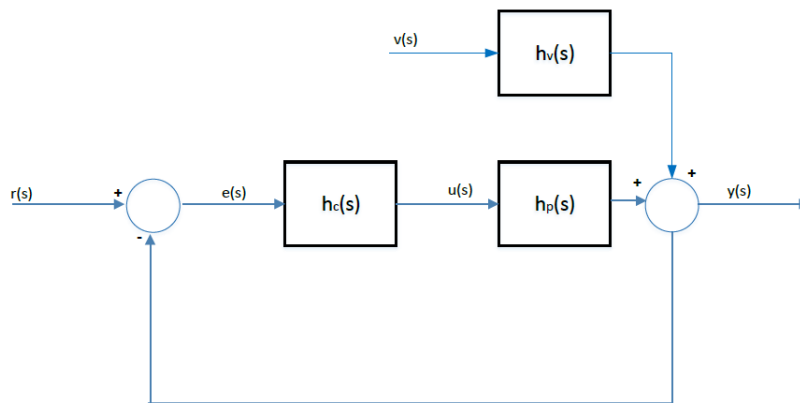 v(s)
hv(s)
r(s)
+
-
e(s)
hc(s)
u(s)
hp(s)
+
+
y(s)